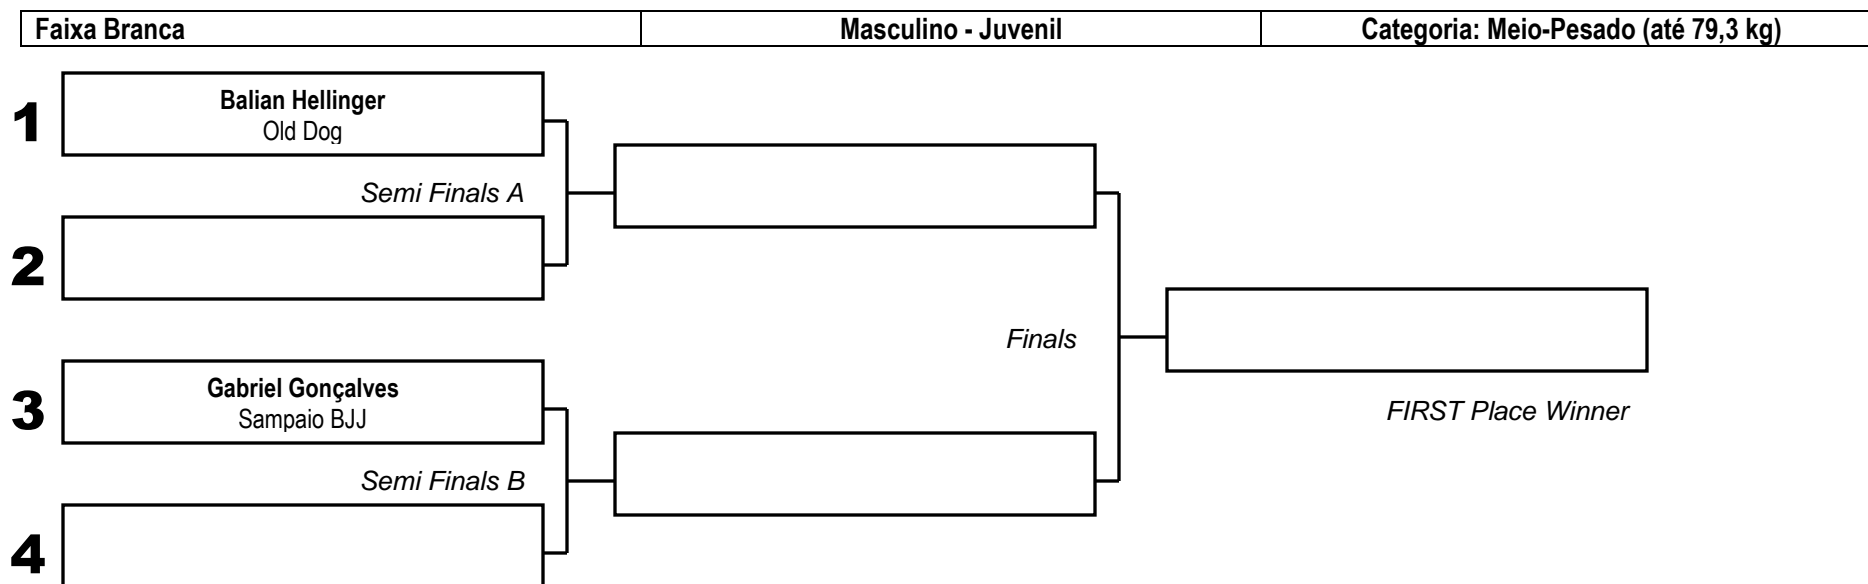 Faixa Branca Masculino - Juvenil Categoria: Meio-Pesado (até 79,3 kg)
1
Balian Hellinger
Old Dog
Semi Finals A
2
Finals
3
Gabriel Gonçalves
Sampaio BJJ
FIRST Place Winner
Semi Finals B
4